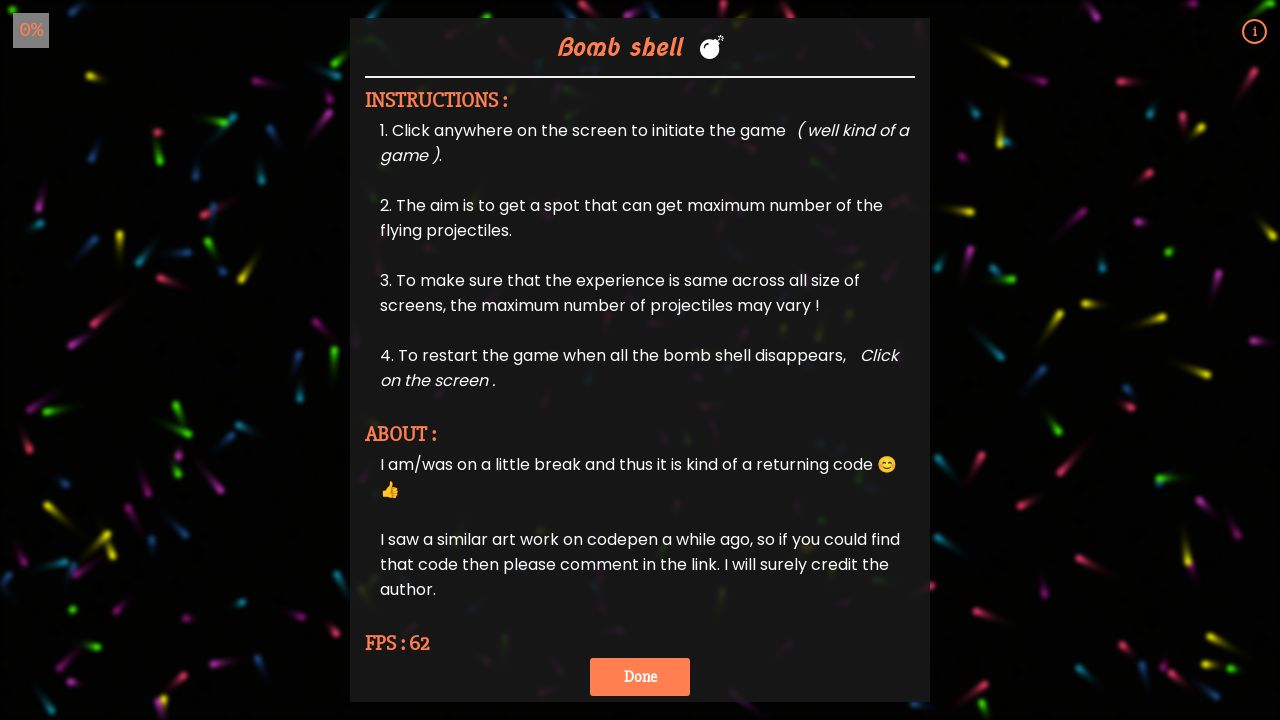 0%
i
Bomb shell 💣
INSTRUCTIONS :
1. Click anywhere on the screen to initiate the game ( well kind of a
game ).
2. The aim is to get a spot that can get maximum number of the
flying projectiles.
3. To make sure that the experience is same across all size of
screens, the maximum number of projectiles may vary !
4. To restart the game when all the bomb shell disappears, Click
on the screen .
ABOUT :
I am/was on a little break and thus it is kind of a returning code 😊
👍
I saw a similar art work on codepen a while ago, so if you could find
that code then please comment in the link. I will surely credit the
author.
FPS : 62
Done